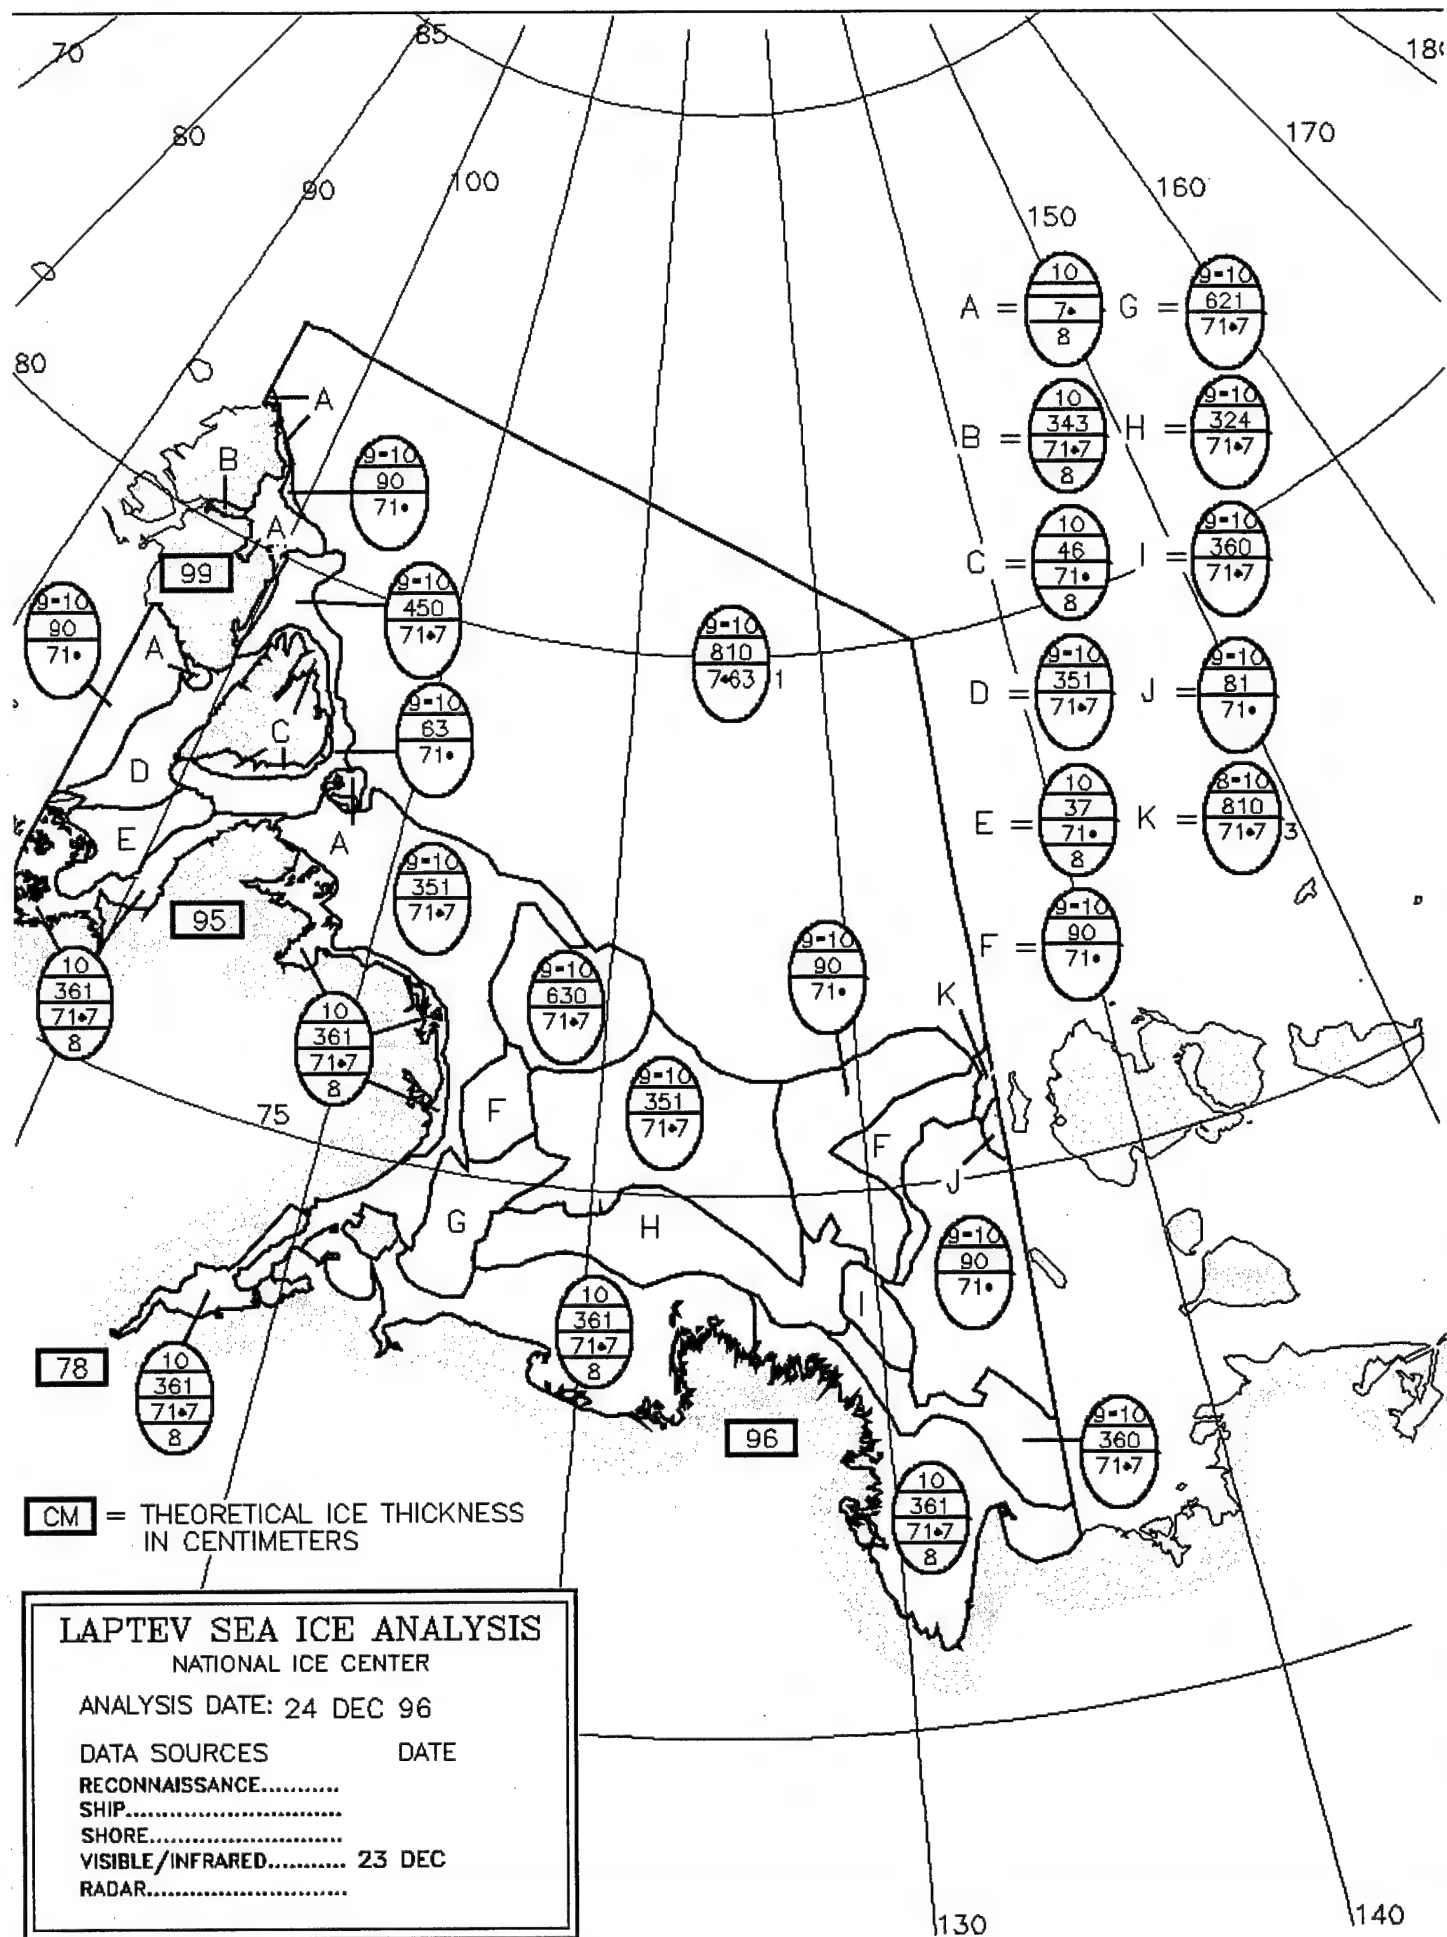 70
85
180
80
90
100
170
160
150
80
A = 10 7• 8
G = 9-10 621 71•7
B = 10 343 71•7 8
H = 9-10 324 71•7
C = 10 46 71• 8
I = 9-10 360 71•7
D = 9-10 351 71•7
J = 9-10 81 71•
E = 10 37 71• 8
K = 8-10 810 71•7 3
F = 9-10 90 71•
A
B
9-10 90 71•
A
99
9-10 90 71•
9-10 450 71•7
A
9-10 810 7•63 1
C
9-10 63 71•
D
E
A
9-10 351 71•7
95
9-10 630 71•7
9-10 90 71•
K
10 361 71•7 8
10 361 71•7 8
75
F
9-10 351 71•7
F
J
G
H
9-10 90 71•
I
10 361 71•7 8
78
10 361 71•7 8
96
9-10 360 71•7
10 361 71•7 8
CM = THEORETICAL ICE THICKNESS
IN CENTIMETERS
LAPTEV SEA ICE ANALYSIS
NATIONAL ICE CENTER
ANALYSIS DATE: 24 DEC 96
DATA SOURCES DATE
RECONNAISSANCE...........
SHIP.............................
SHORE..........................
VISIBLE/INFRARED........... 23 DEC
RADAR...........................
130
140